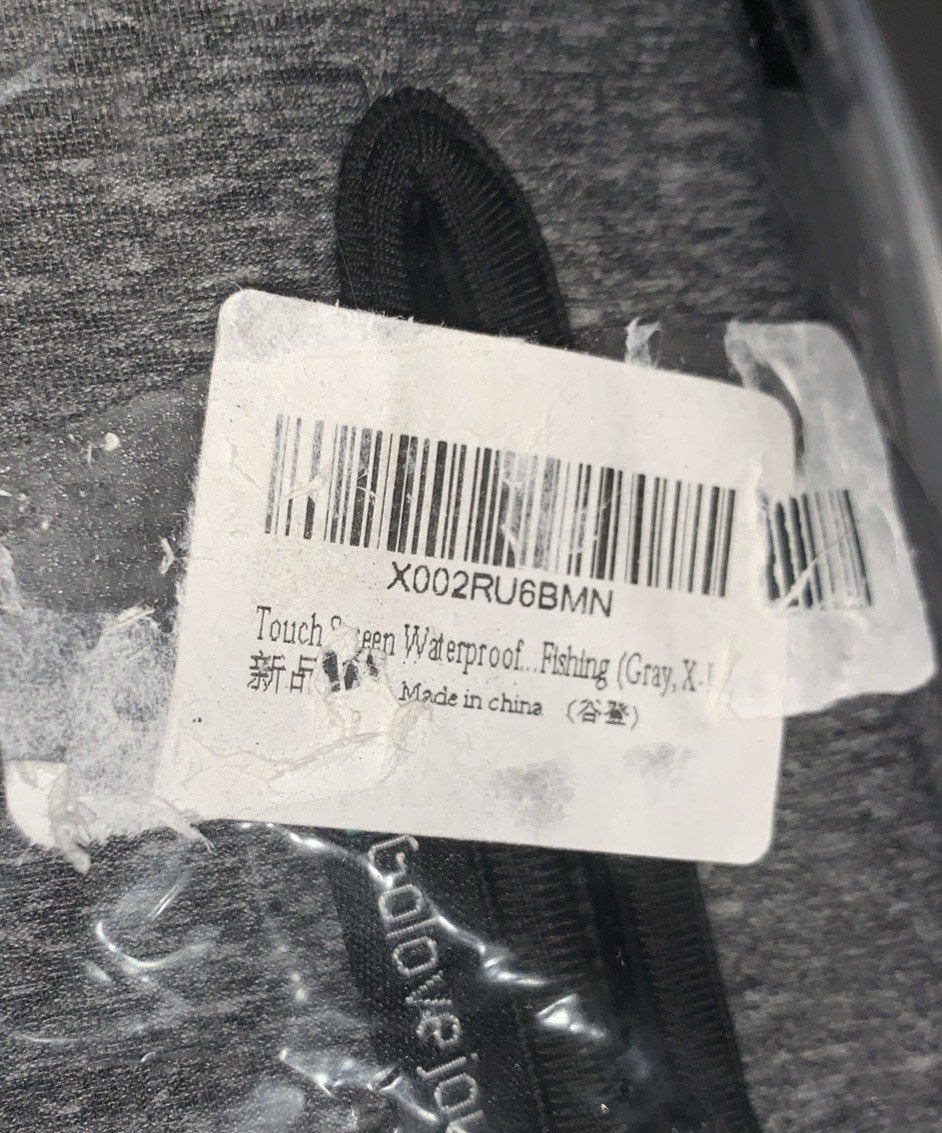 X002RU6BMN
Touch Waterproof...Fishing (Gray, X-
新品
Made in china (谷登)